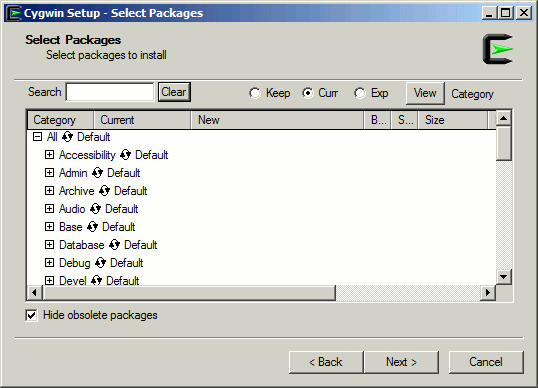 Cygwin Setup - Select Packages
Select Packages
Select packages to install
Search Clear Keep Curr Exp View Category
Category Current New B... S... Size
All Default
Accessibility Default
Admin Default
Archive Default
Audio Default
Base Default
Database Default
Debug Default
Devel Default
Hide obsolete packages
< Back Next > Cancel